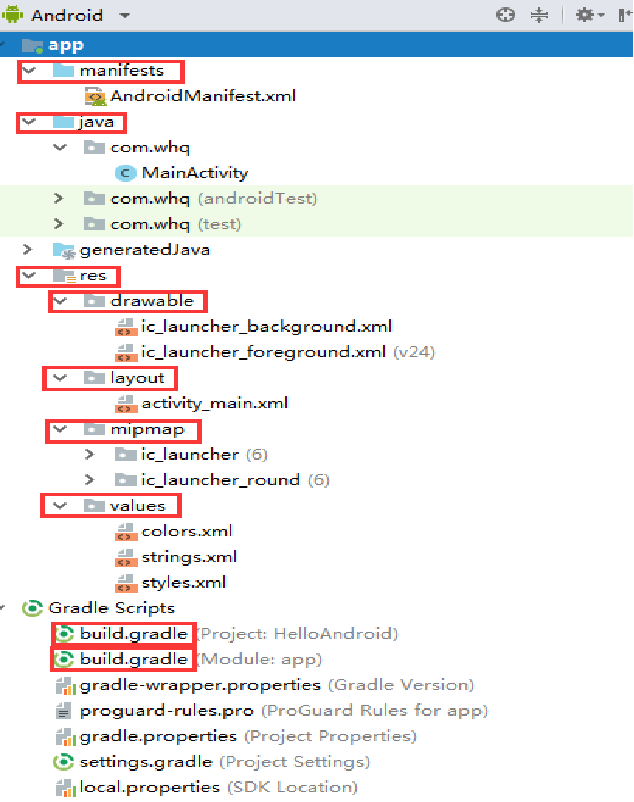 Android
app
manifests
AndroidManifest.xml
java
com.whq
C MainActivity
com.whq (androidTest)
com.whq (test)
generatedJava
res
drawable
ic_launcher_background.xml
ic_launcher_foreground.xml (v24)
layout
activity_main.xml
mipmap
ic_launcher (6)
ic_launcher_round (6)
values
colors.xml
strings.xml
styles.xml
Gradle Scripts
build.gradle (Project: HelloAndroid)
build.gradle (Module: app)
gradle-wrapper.properties (Gradle Version)
proguard-rules.pro (ProGuard Rules for app)
gradle.properties (Project Properties)
settings.gradle (Project Settings)
local.properties (SDK Location)